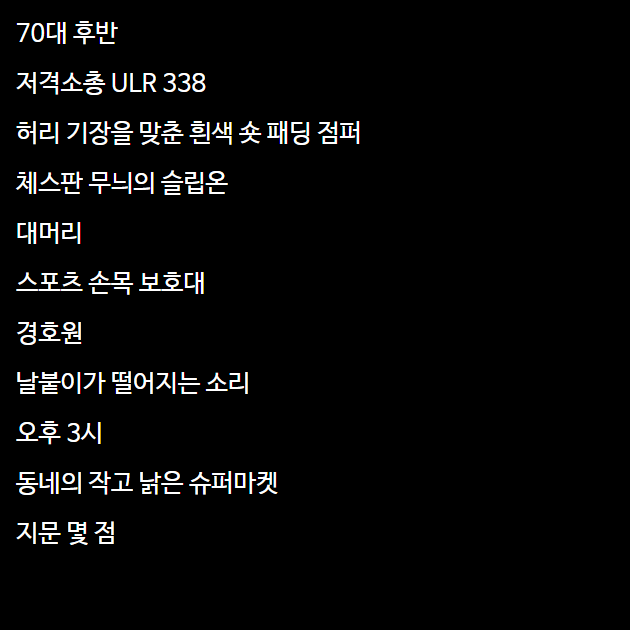 70대 후반
저격소총 ULR 338
허리 기장을 맞춘 흰색 숏 패딩 점퍼
체스판 무늬의 슬립온
대머리
스포츠 손목 보호대
경호원
날붙이가 떨어지는 소리
오후 3시
동네의 작고 낡은 슈퍼마켓
지문 몇 점